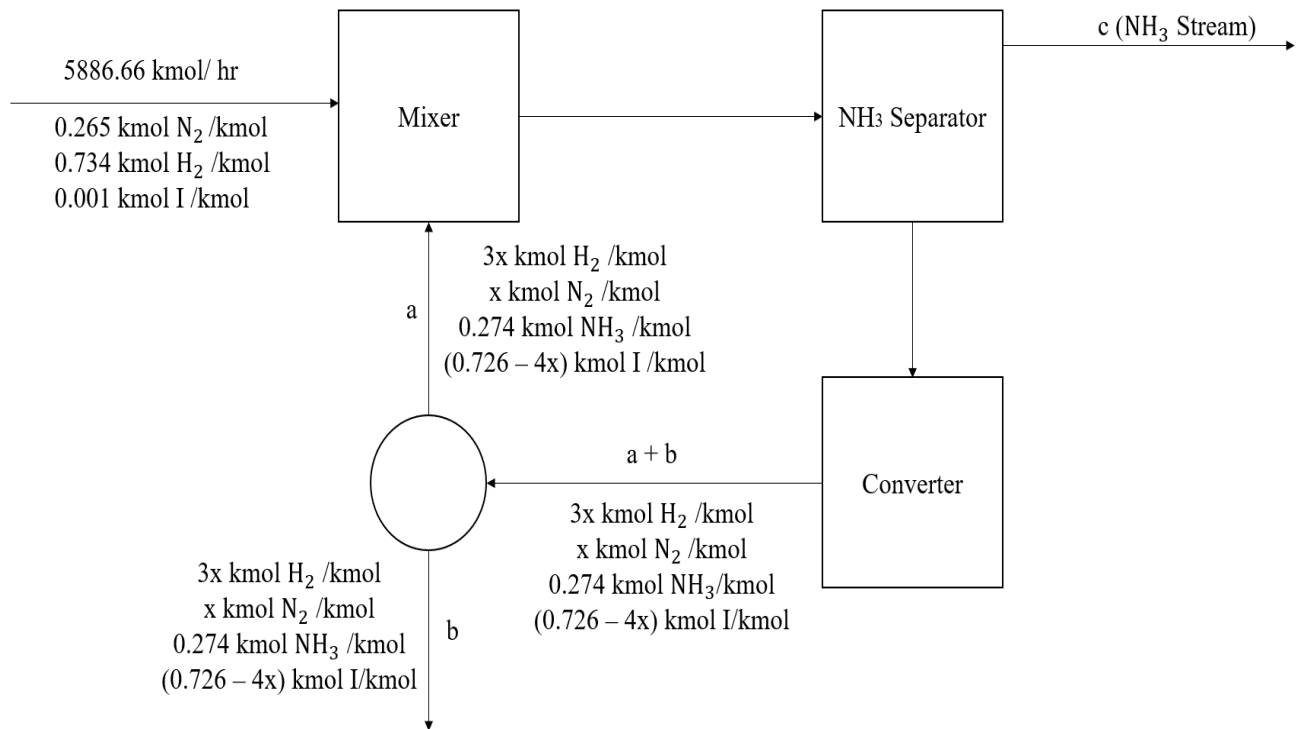 c (NH₃ Stream)
5886.66 kmol/ hr
0.265 kmol N₂ /kmol
0.734 kmol H₂ /kmol
0.001 kmol I /kmol
Mixer
NH₃ Separator
3x kmol H₂ /kmol
x kmol N₂ /kmol
0.274 kmol NH₃ /kmol
(0.726 – 4x) kmol I /kmol
a
a + b
Converter
3x kmol H₂ /kmol
x kmol N₂ /kmol
0.274 kmol NH₃/kmol
(0.726 – 4x) kmol I/kmol
3x kmol H₂ /kmol
x kmol N₂ /kmol
0.274 kmol NH₃ /kmol
(0.726 – 4x) kmol I/kmol
b